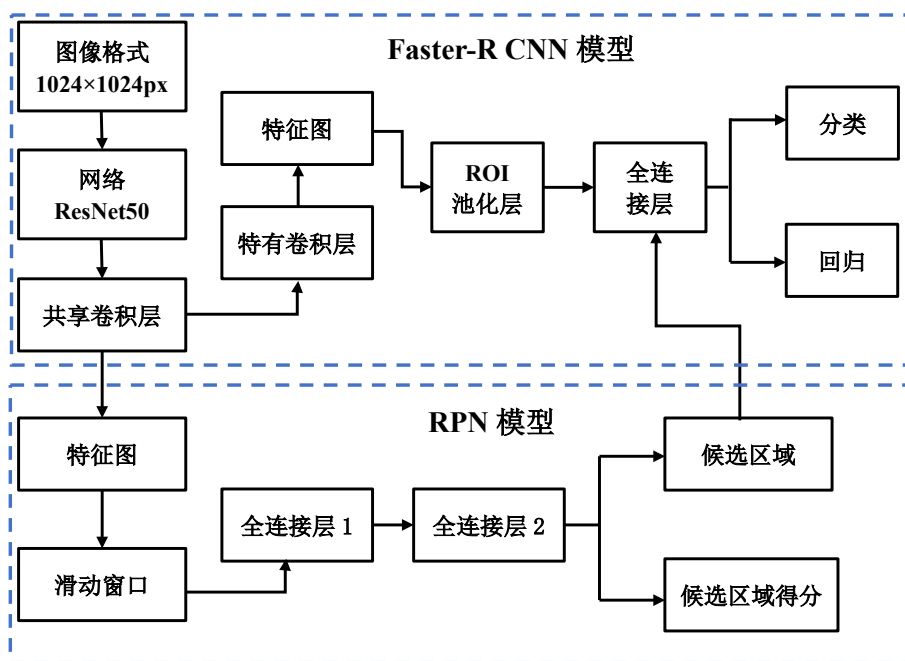 Faster-R CNN 模型
图像格式
1024×1024px
网络
ResNet50
共享卷积层
特有卷积层
特征图
ROI
池化层
全连
接层
分类
回归
RPN 模型
特征图
滑动窗口
全连接层 1
全连接层 2
候选区域
候选区域得分